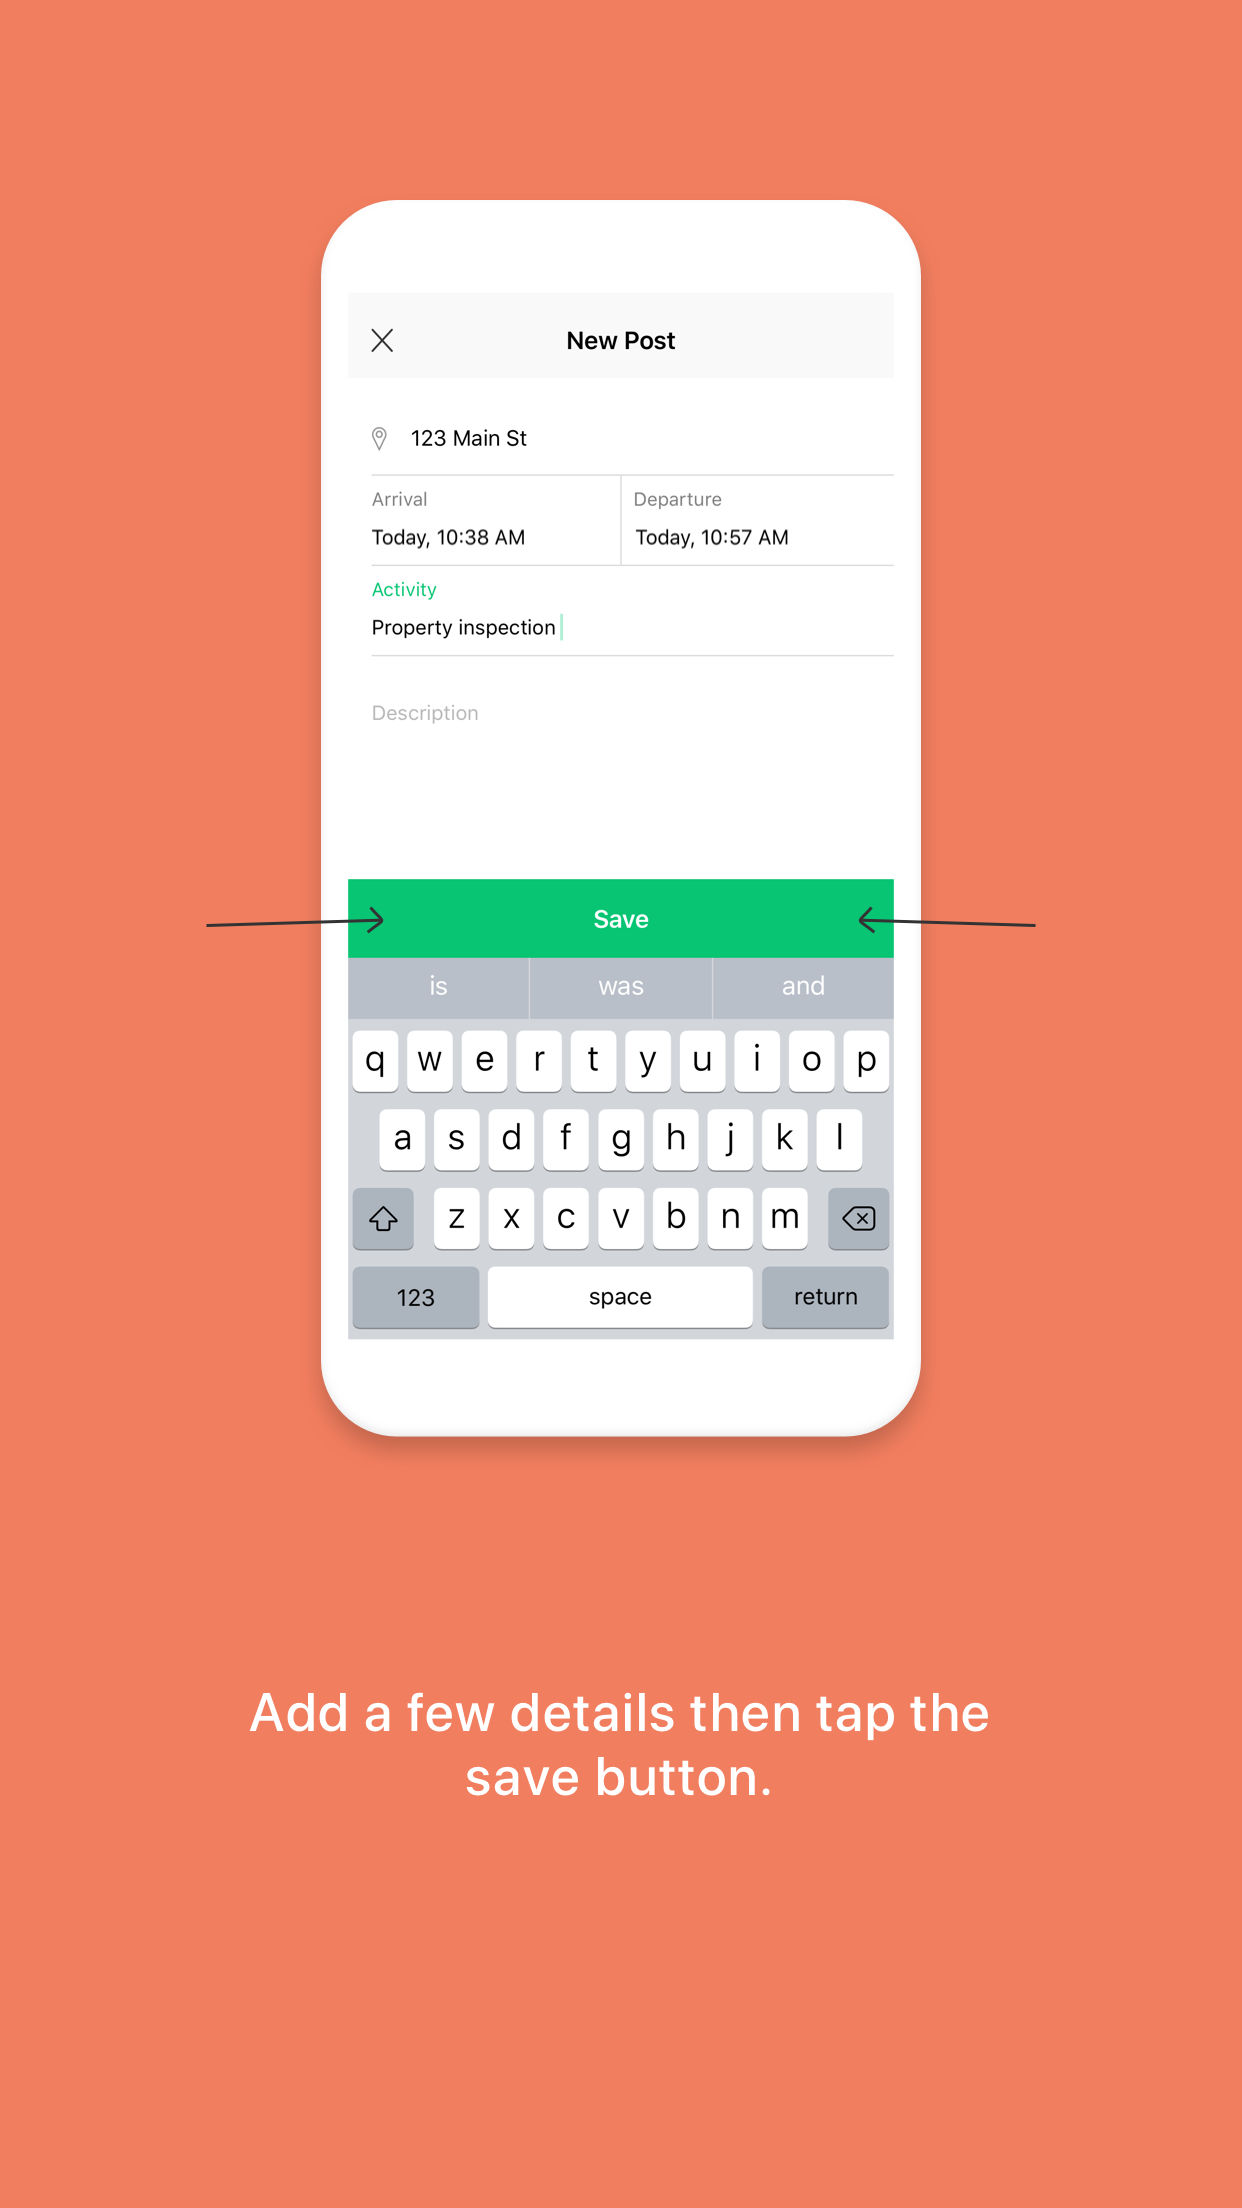 New Post
123 Main St
Arrival
Departure
Today, 10:38 AM
Today, 10:57 AM
Activity
Property inspection
Description
Save
is was and
q w e r t y u i o p
a s d f g h j k l
z x c v b n m
123 space return
Add a few details then tap the
save button.